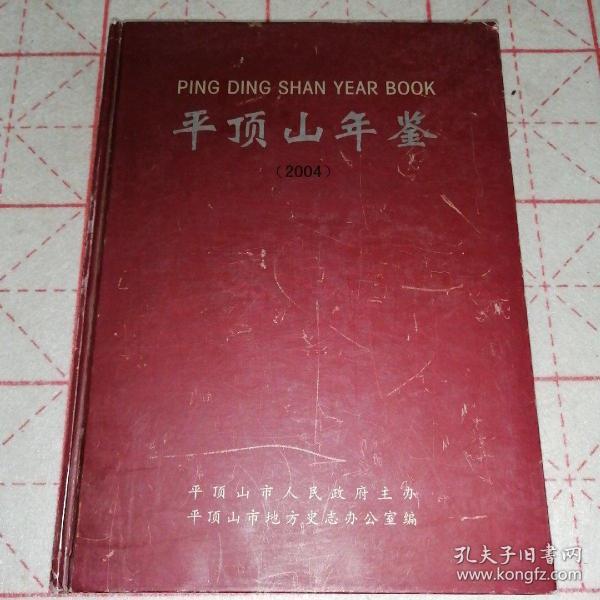 PING DING SHAN YEAR BOOK
平顶山年鉴
（2004）
平顶山市人民政府主办
平顶山市地方史志办公室编
孔夫子旧书网
www.kongfz.com